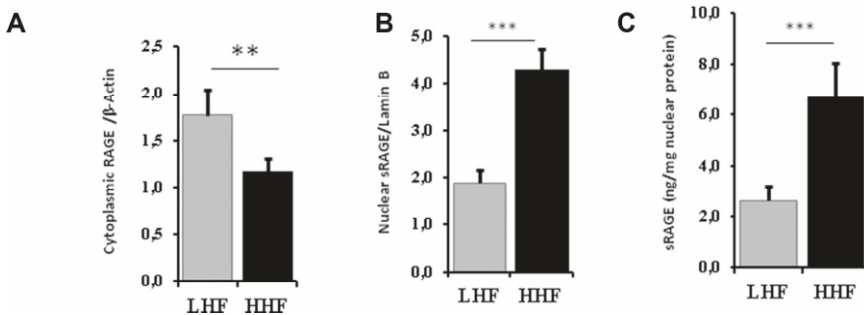 A
Cytoplasmic RAGE /β-Actin
2,5
2,0
1,5
1,0
0,5
0,0
**
LHF HHF
B
Nuclear sRAGE/Lamin B
5,0
4,0
3,0
2,0
1,0
0,0
***
LHF HHF
C
sRAGE (ng/mg nuclear protein)
10,0
8,0
6,0
4,0
2,0
0,0
***
LHF HHF